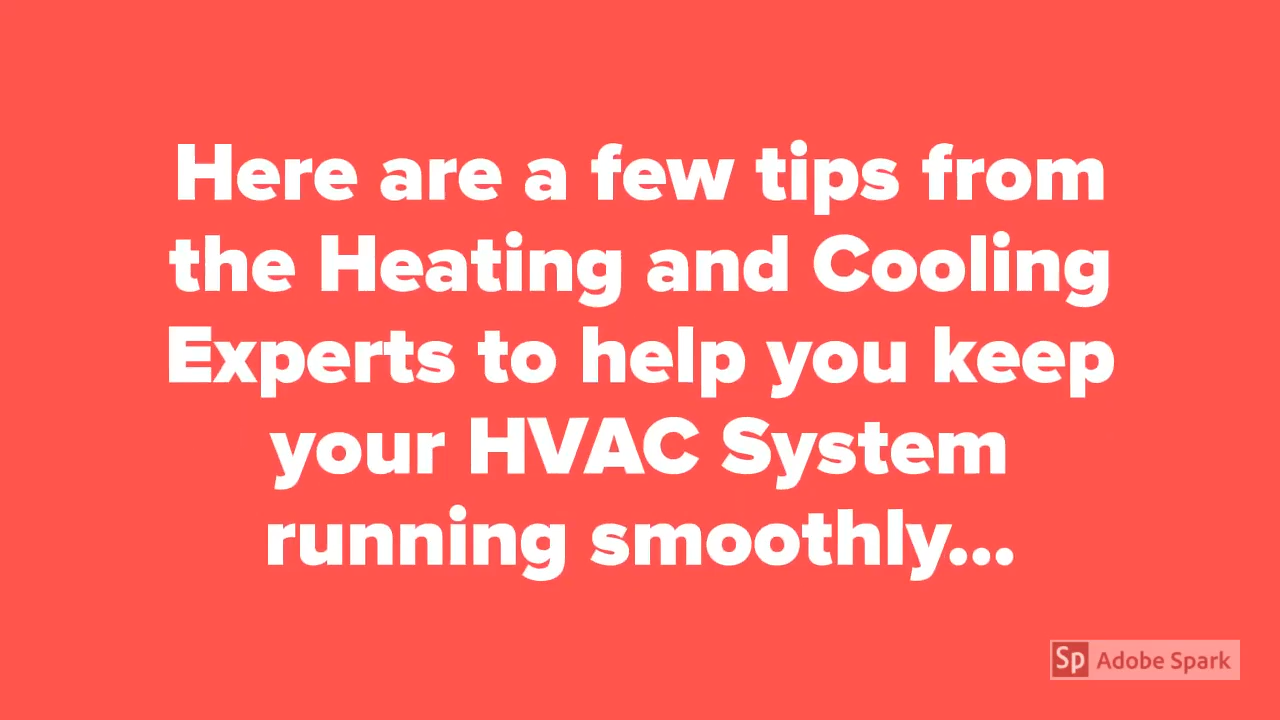 Here are a few tips from
the Heating and Cooling
Experts to help you keep
your HVAC System
running smoothly...
Sp Adobe Spark